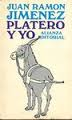 JUAN RAMON
JIMENEZ
PLATERO
Y YO
ALIANZA
EDITORIAL